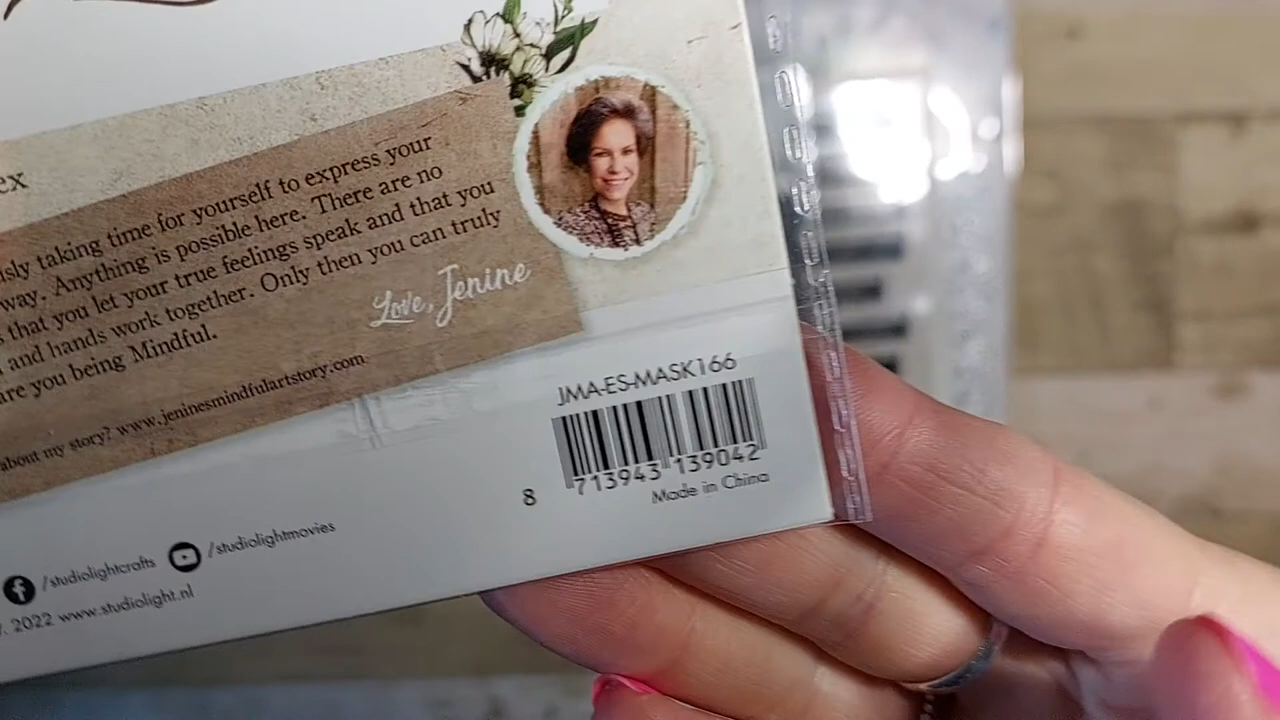 ex
taking time for yourself to express your
way. Anything is possible here. There are no
that you let your true feelings speak and that you
and hands work together. Only then you can truly
are you being Mindful.
Love, Jenine
about my story? www.jeninesmindfulartstory.com
JMA-ES-MASK166
8 713943 139042
Made in China
/studiolightcrafts /studiolightmovies
2022 www.studiolight.nl